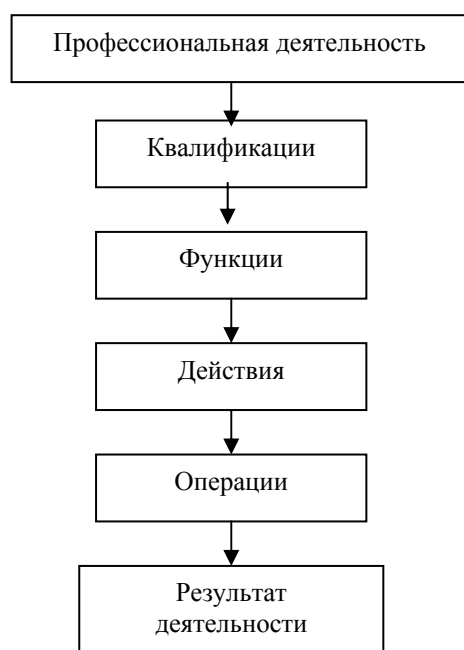 Профессиональная деятельность
Квалификации
Функции
Действия
Операции
Результат
деятельности